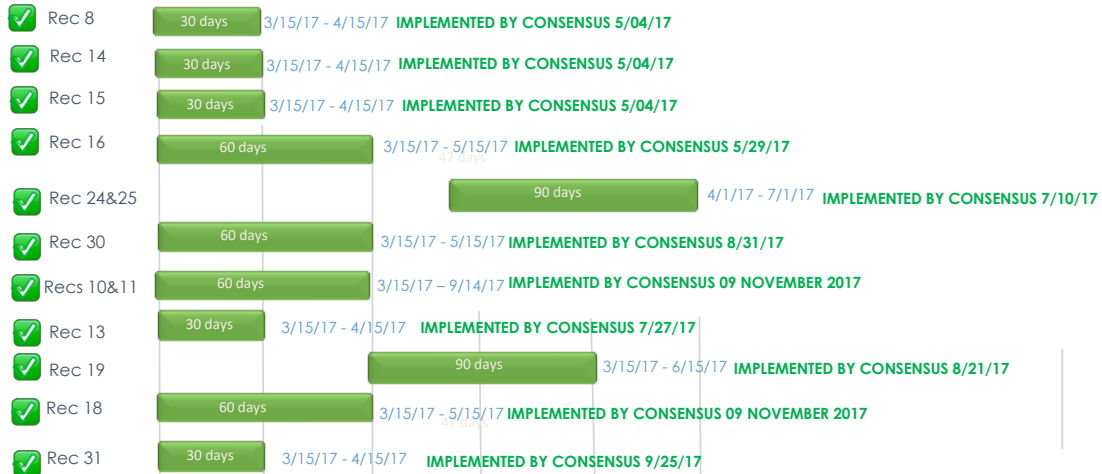 Rec 8 30 days 3/15/17 - 4/15/17 IMPLEMENTED BY CONSENSUS 5/04/17
Rec 14 30 days 3/15/17 - 4/15/17 IMPLEMENTED BY CONSENSUS 5/04/17
Rec 15 30 days 3/15/17 - 4/15/17 IMPLEMENTED BY CONSENSUS 5/04/17
Rec 16 60 days 3/15/17 - 5/15/17 IMPLEMENTED BY CONSENSUS 5/29/17
47 days
Rec 24&25 90 days 4/1/17 - 7/1/17 IMPLEMENTED BY CONSENSUS 7/10/17
Rec 30 60 days 3/15/17 - 5/15/17 IMPLEMENTED BY CONSENSUS 8/31/17
Recs 10&11 60 days 3/15/17 – 9/14/17 IMPLEMENTD BY CONSENSUS 09 NOVEMBER 2017
Rec 13 30 days 3/15/17 - 4/15/17 IMPLEMENTED BY CONSENSUS 7/27/17
Rec 19 90 days 3/15/17 - 6/15/17 IMPLEMENTED BY CONSENSUS 8/21/17
Rec 18 60 days 3/15/17 - 5/15/17 IMPLEMENTED BY CONSENSUS 09 NOVEMBER 2017
47 days
Rec 31 30 days 3/15/17 - 4/15/17 IMPLEMENTED BY CONSENSUS 9/25/17